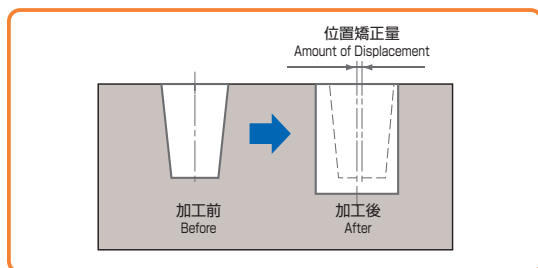 位置矯正量
Amount of Displacement
加工前
Before
加工後
After